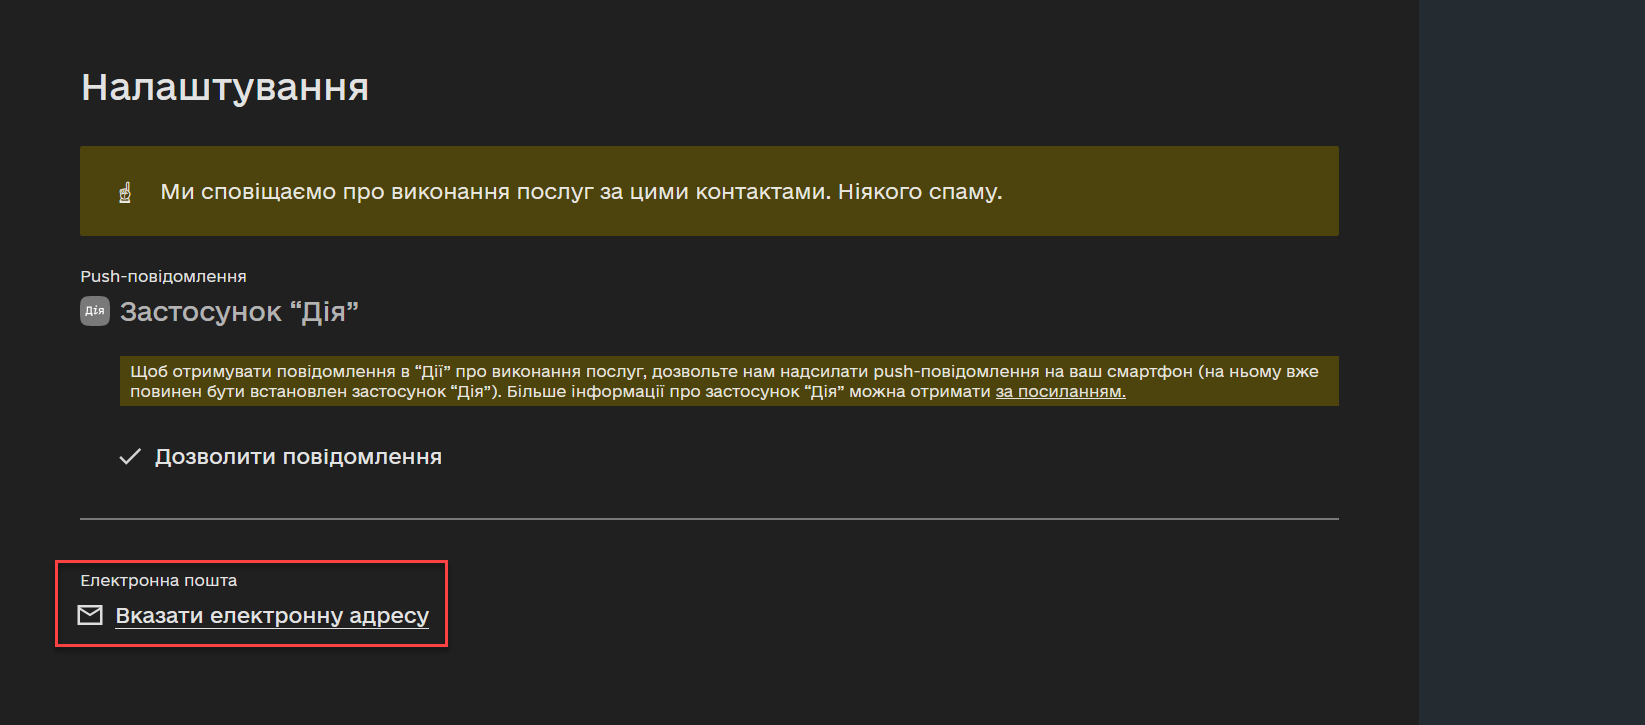 Налаштування
☝ Ми сповіщаємо про виконання послуг за цими контактами. Ніякого спаму.
Push-повідомлення
Дія Застосунок “Дія”
Щоб отримувати повідомлення в “Дії” про виконання послуг, дозвольте нам надсилати push-повідомлення на ваш смартфон (на ньому вже
повинен бути встановлен застосунок “Дія”). Більше інформації про застосунок “Дія” можна отримати за посиланням.
Дозволити повідомлення
Електронна пошта
Вказати електронну адресу